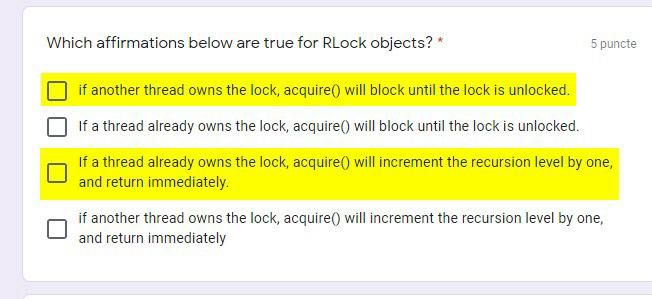 Which affirmations below are true for RLock objects? *
5 puncte
if another thread owns the lock, acquire() will block until the lock is unlocked.
If a thread already owns the lock, acquire() will block until the lock is unlocked.
If a thread already owns the lock, acquire() will increment the recursion level by one,
and return immediately.
if another thread owns the lock, acquire() will increment the recursion level by one,
and return immediately